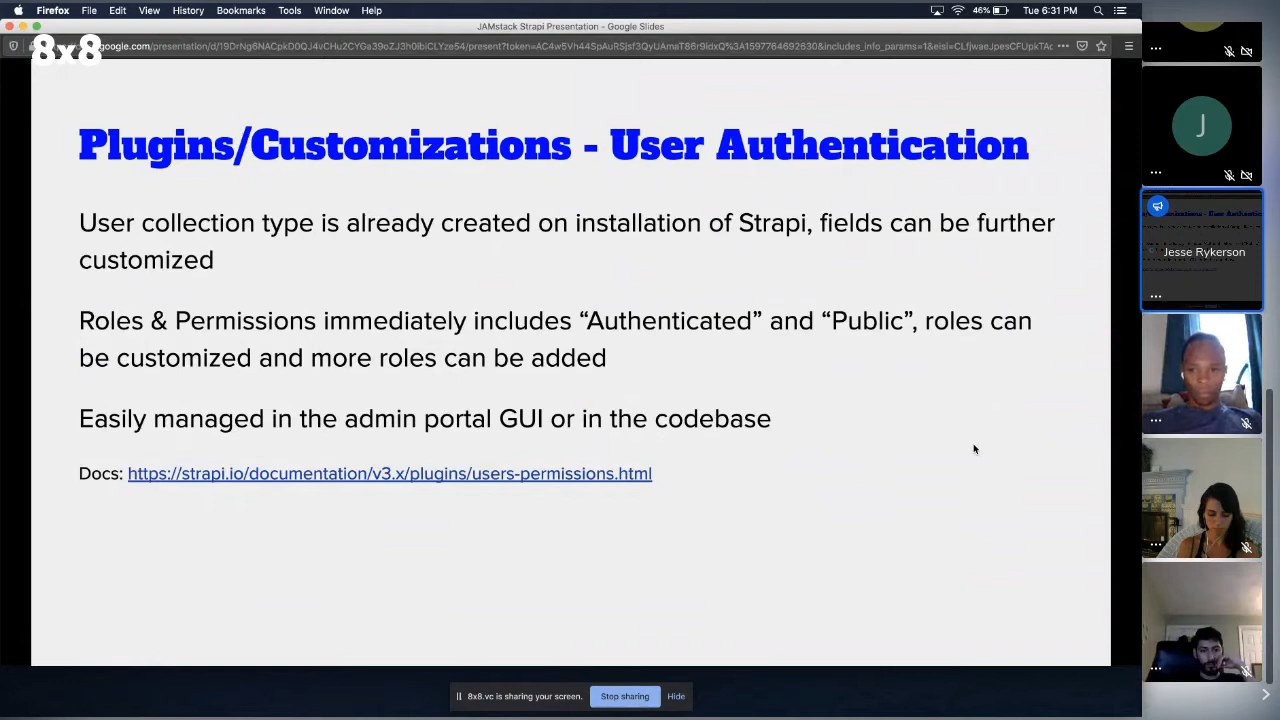 Firefox File Edit View History Bookmarks Tools Window Help 46% Tue 6:31 PM
JAMstack Strapi Presentation - Google Slides
8x8
Plugins/Customizations - User Authentication
User collection type is already created on installation of Strapi, fields can be further
customized
Roles & Permissions immediately includes “Authenticated” and “Public”, roles can
be customized and more roles can be added
Easily managed in the admin portal GUI or in the codebase
Docs: https://strapi.io/documentation/v3.x/plugins/users-permissions.html
J
Jesse Rykerson
8x8.vc is sharing your screen. Stop sharing Hide